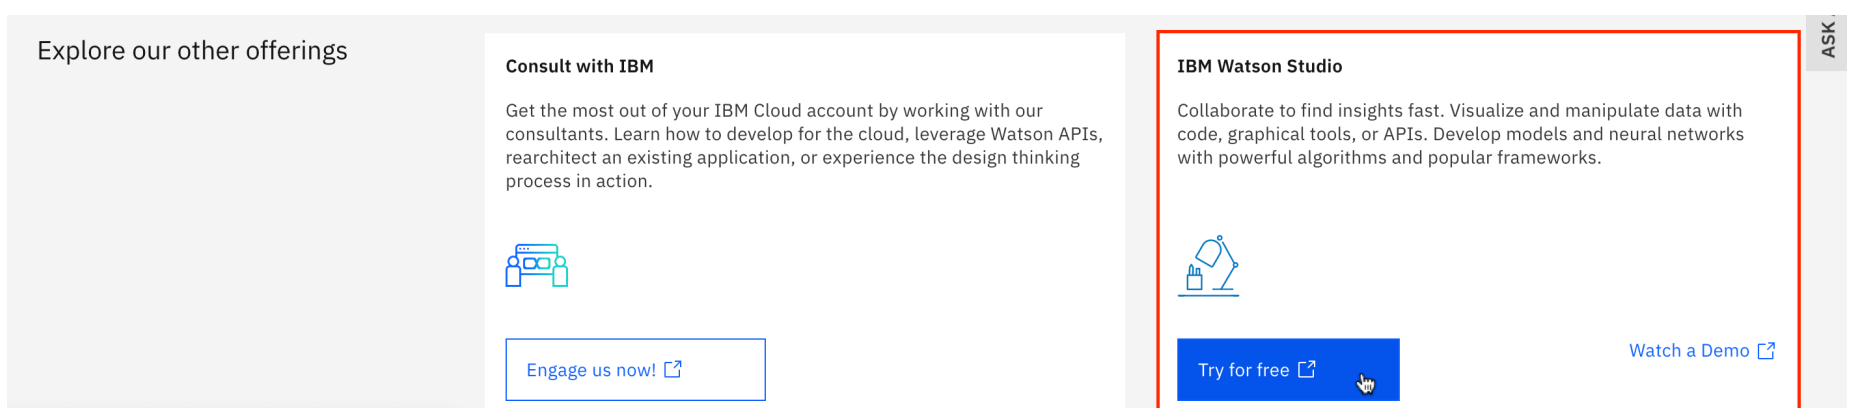 Explore our other offerings
Consult with IBM
Get the most out of your IBM Cloud account by working with our
consultants. Learn how to develop for the cloud, leverage Watson APIs,
rearchitect an existing application, or experience the design thinking
process in action.
Engage us now!
IBM Watson Studio
Collaborate to find insights fast. Visualize and manipulate data with
code, graphical tools, or APIs. Develop models and neural networks
with powerful algorithms and popular frameworks.
Try for free
Watch a Demo
ASK